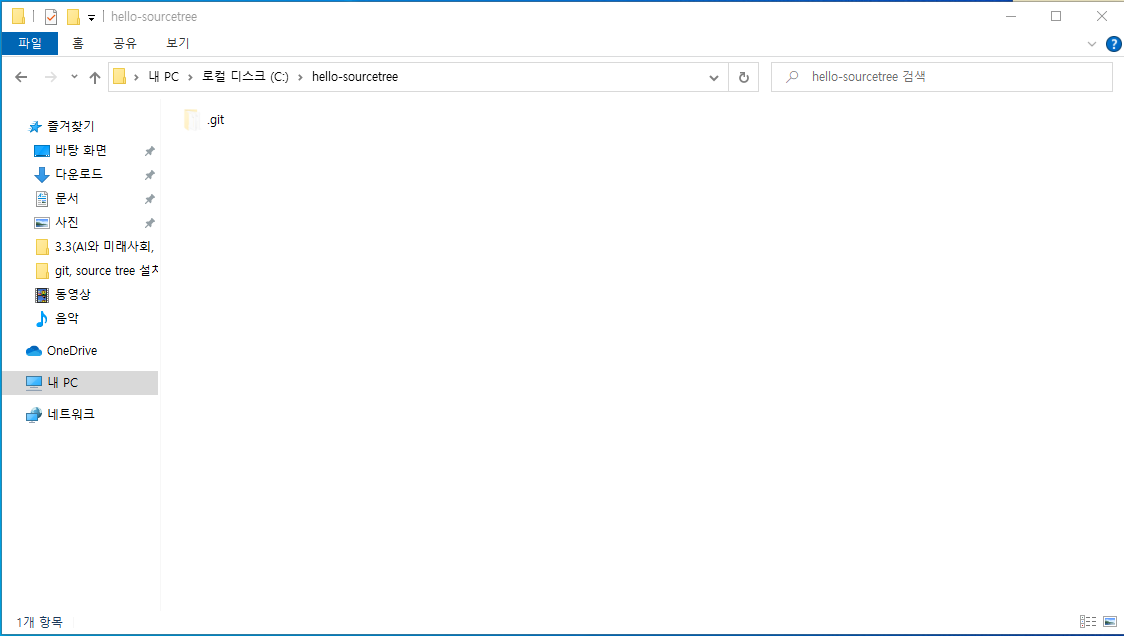 hello-sourcetree
파일 홈 공유 보기
내 PC 로컬 디스크 (C:) hello-sourcetree
hello-sourcetree 검색
.git
즐겨찾기
바탕 화면
다운로드
문서
사진
3.3(AI와 미래사회,
git, source tree 설치
동영상
음악
OneDrive
내 PC
네트워크
1개 항목